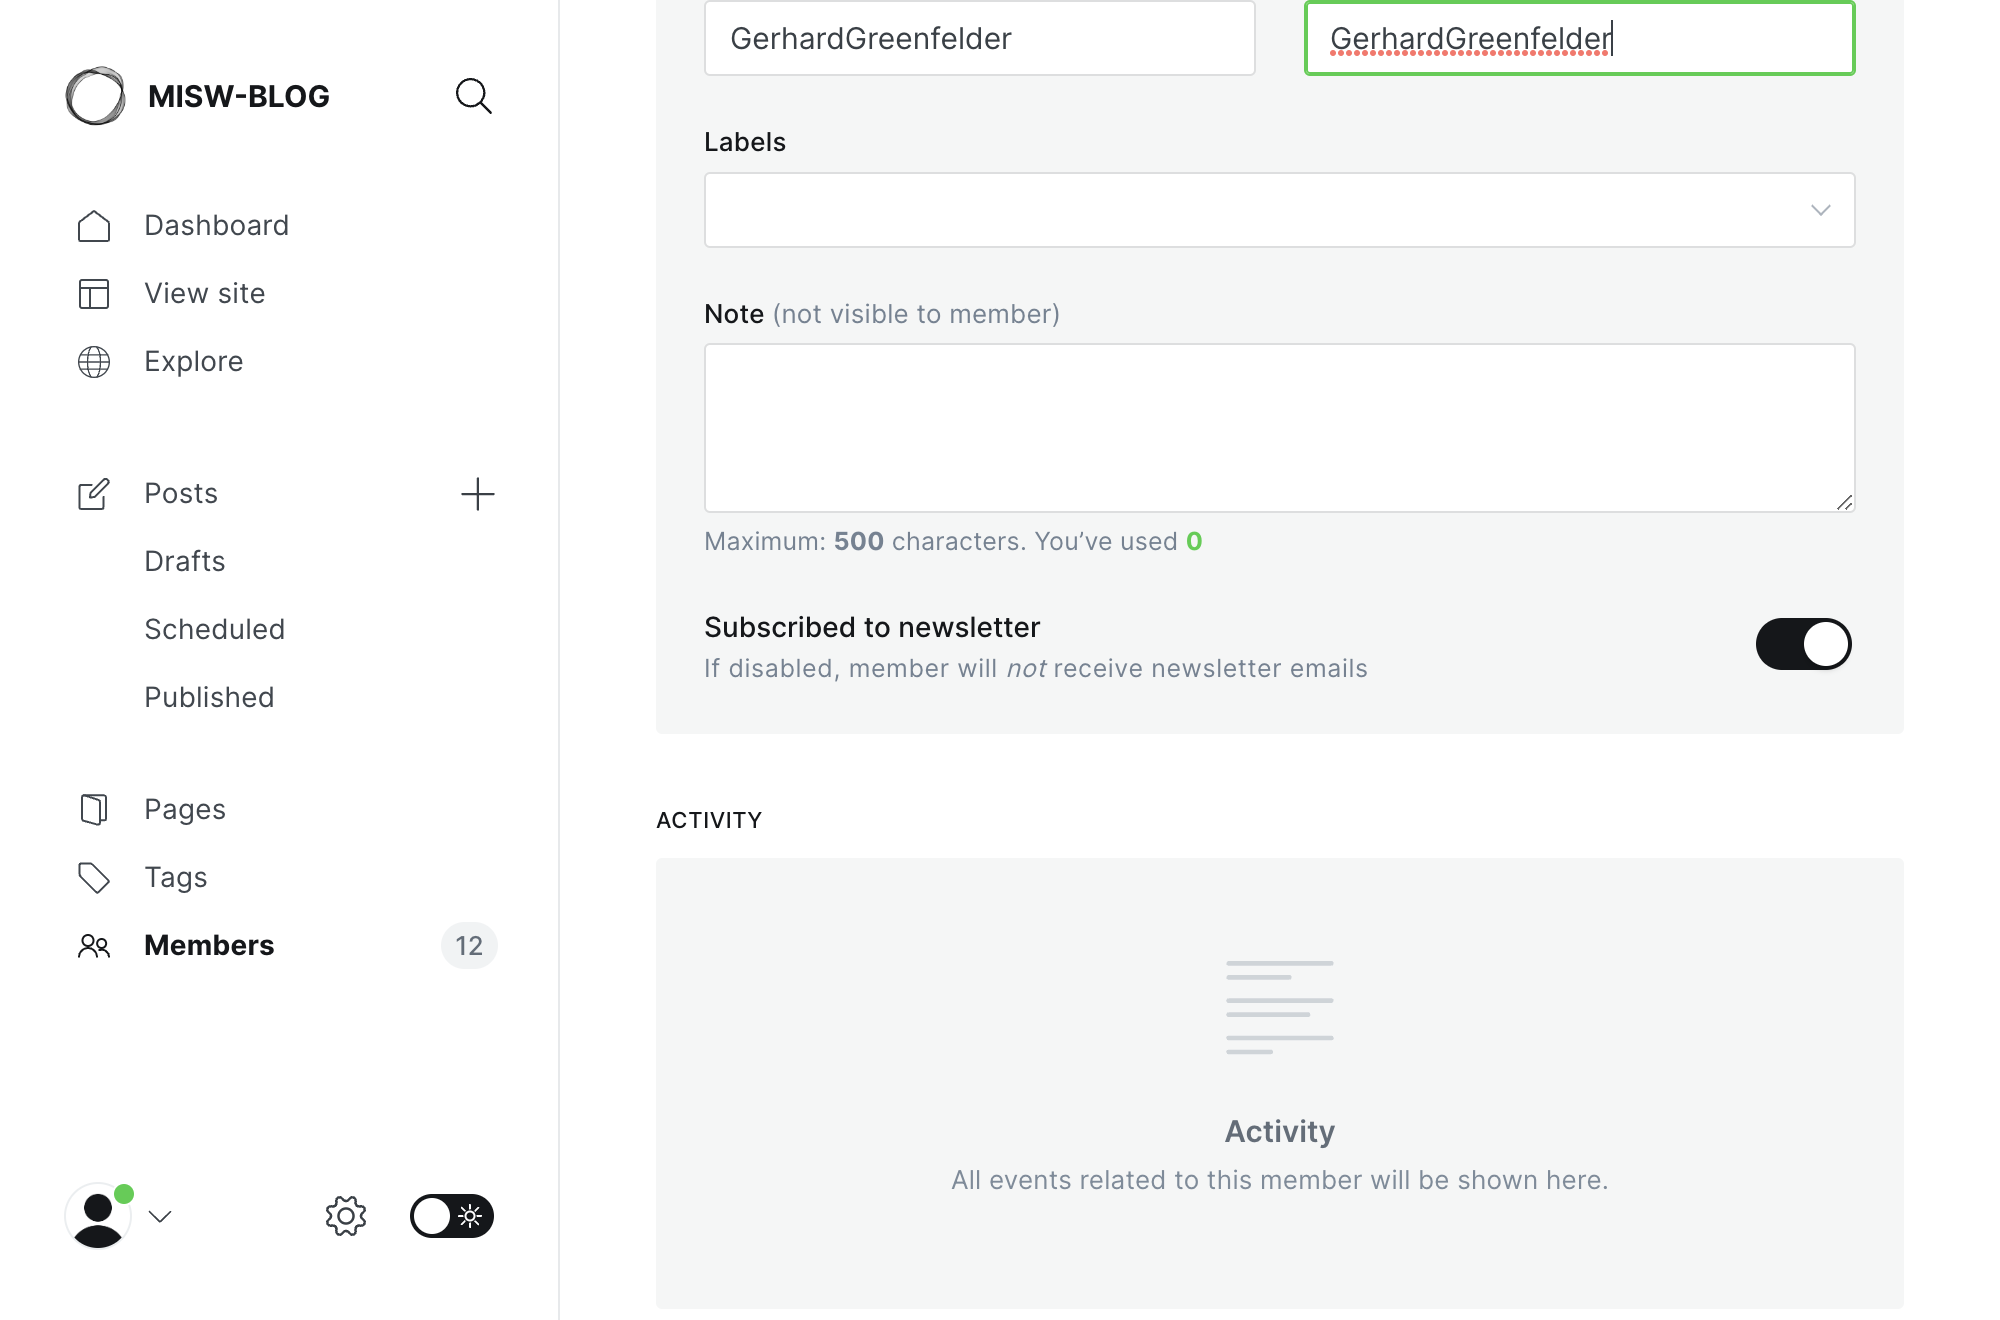 MISW-BLOG
Dashboard
View site
Explore
Posts
Drafts
Scheduled
Published
Pages
Tags
Members 12
GerhardGreenfelder GerhardGreenfelder
Labels
Note (not visible to member)
Maximum: 500 characters. You’ve used 0
Subscribed to newsletter
If disabled, member will not receive newsletter emails
ACTIVITY
Activity
All events related to this member will be shown here.